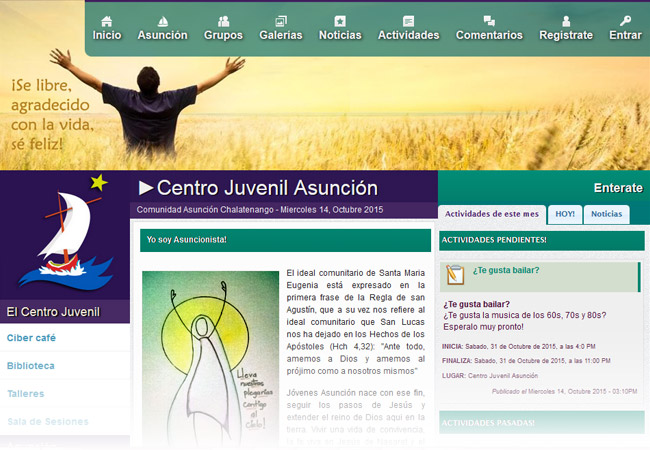 Inicio
Asunción
Grupos
Galerias
Noticias
Actividades
Comentarios
Registrate
Entrar
¡Se libre,
agradecido
con la vida,
sé feliz!
►Centro Juvenil Asunción
Comunidad Asunción Chalatenango - Miercoles 14, Octubre 2015
El Centro Juvenil
Ciber café
Biblioteca
Talleres
Sala de Sesiones
Yo soy Asuncionista!
Lleva
nuestras
plegarias
contigo
al cielo!
El ideal comunitario de Santa Maria
Eugenia está expresado en la
primera frase de la Regla de san
Agustín, que a su vez nos refiere al
ideal comunitario que San Lucas
nos ha dejado en los Hechos de los
Apóstoles (Hch 4,32): "Ante todo,
amemos a Dios y amemos al
prójimo como a nosotros mismos"
Jóvenes Asunción nace con ese fin,
seguir los pasos de Jesús y
extender el reino de Dios aquí en la
tierra. Vivir una vida de convivencia,
Enterate
Actividades de este mes
HOY!
Noticias
ACTIVIDADES PENDIENTES!
¿Te gusta bailar?
¿Te gusta bailar?
¿Te gusta la musica de los 60s, 70s y 80s?
Esperalo muy pronto!
INICIA: Sabado, 31 de Octubre de 2015, a las 4:0 PM
FINALIZA: Sabado, 31 de Octubre de 2015, a las 11:00 PM
LUGAR: Centro Juvenil Asunción
Publicado el Miercoles 14, Octubre 2015 - 03:10PM
ACTIVIDADES PASADAS!